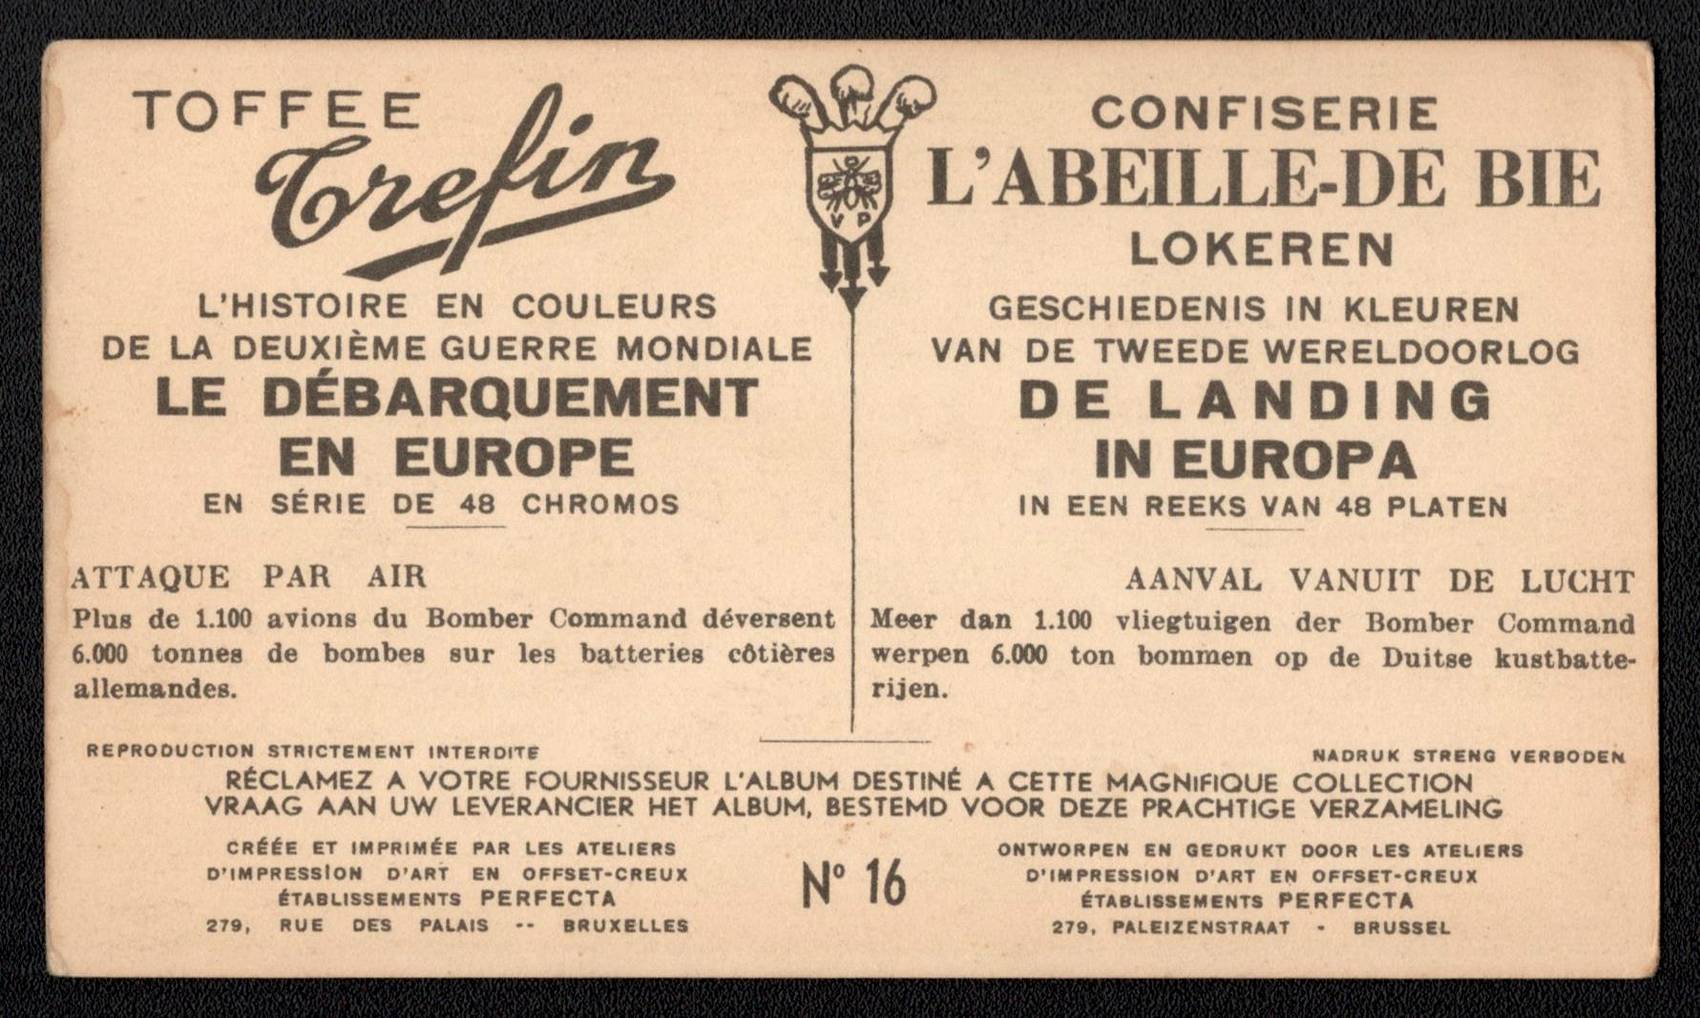 TOFFEE
Trefin
L'HISTOIRE EN COULEURS
DE LA DEUXIÈME GUERRE MONDIALE
LE DÉBARQUEMENT
EN EUROPE
EN SÉRIE DE 48 CHROMOS
ATTAQUE PAR AIR
Plus de 1.100 avions du Bomber Command déversent
6.000 tonnes de bombes sur les batteries côtières
allemandes.
V D
CONFISERIE
L'ABEILLE-DE BIE
LOKEREN
GESCHIEDENIS IN KLEUREN
VAN DE TWEEDE WERELDOORLOG
DE LANDING
IN EUROPA
IN EEN REEKS VAN 48 PLATEN
AANVAL VANUIT DE LUCHT
Meer dan 1.100 vliegtuigen der Bomber Command
werpen 6.000 ton bommen op de Duitse kustbatte-
rijen.
REPRODUCTION STRICTEMENT INTERDITE
NADRUK STRENG VERBODEN
RÉCLAMEZ A VOTRE FOURNISSEUR L'ALBUM DESTINÉ A CETTE MAGNIFIQUE COLLECTION
VRAAG AAN UW LEVERANCIER HET ALBUM, BESTEMD VOOR DEZE PRACHTIGE VERZAMELING
CRÉÉE ET IMPRIMÉE PAR LES ATELIERS
D'IMPRESSION D'ART EN OFFSET-CREUX
ÉTABLISSEMENTS PERFECTA
279, RUE DES PALAIS -- BRUXELLES
N° 16
ONTWORPEN EN GEDRUKT DOOR LES ATELIERS
D'IMPRESSION D'ART EN OFFSET-CREUX
ÉTABLISSEMENTS PERFECTA
279, PALEIZENSTRAAT - BRUSSEL